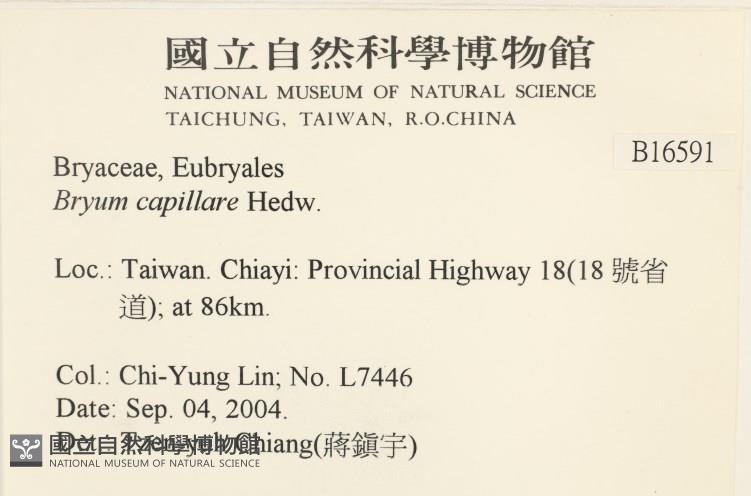 國立自然科學博物館
NATIONAL MUSEUM OF NATURAL SCIENCE
TAICHUNG, TAIWAN, R.O.CHINA
B16591
Bryaceae, Eubryales
Bryum capillare Hedw.
Loc.: Taiwan. Chiayi: Provincial Highway 18(18 號省
道); at 86km.
Col.: Chi-Yung Lin; No. L7446
Date: Sep. 04, 2004.
Det.: Chiang(蔣鎮宇)
國立自然科學博物館
NATIONAL MUSEUM OF NATURAL SCIENCE